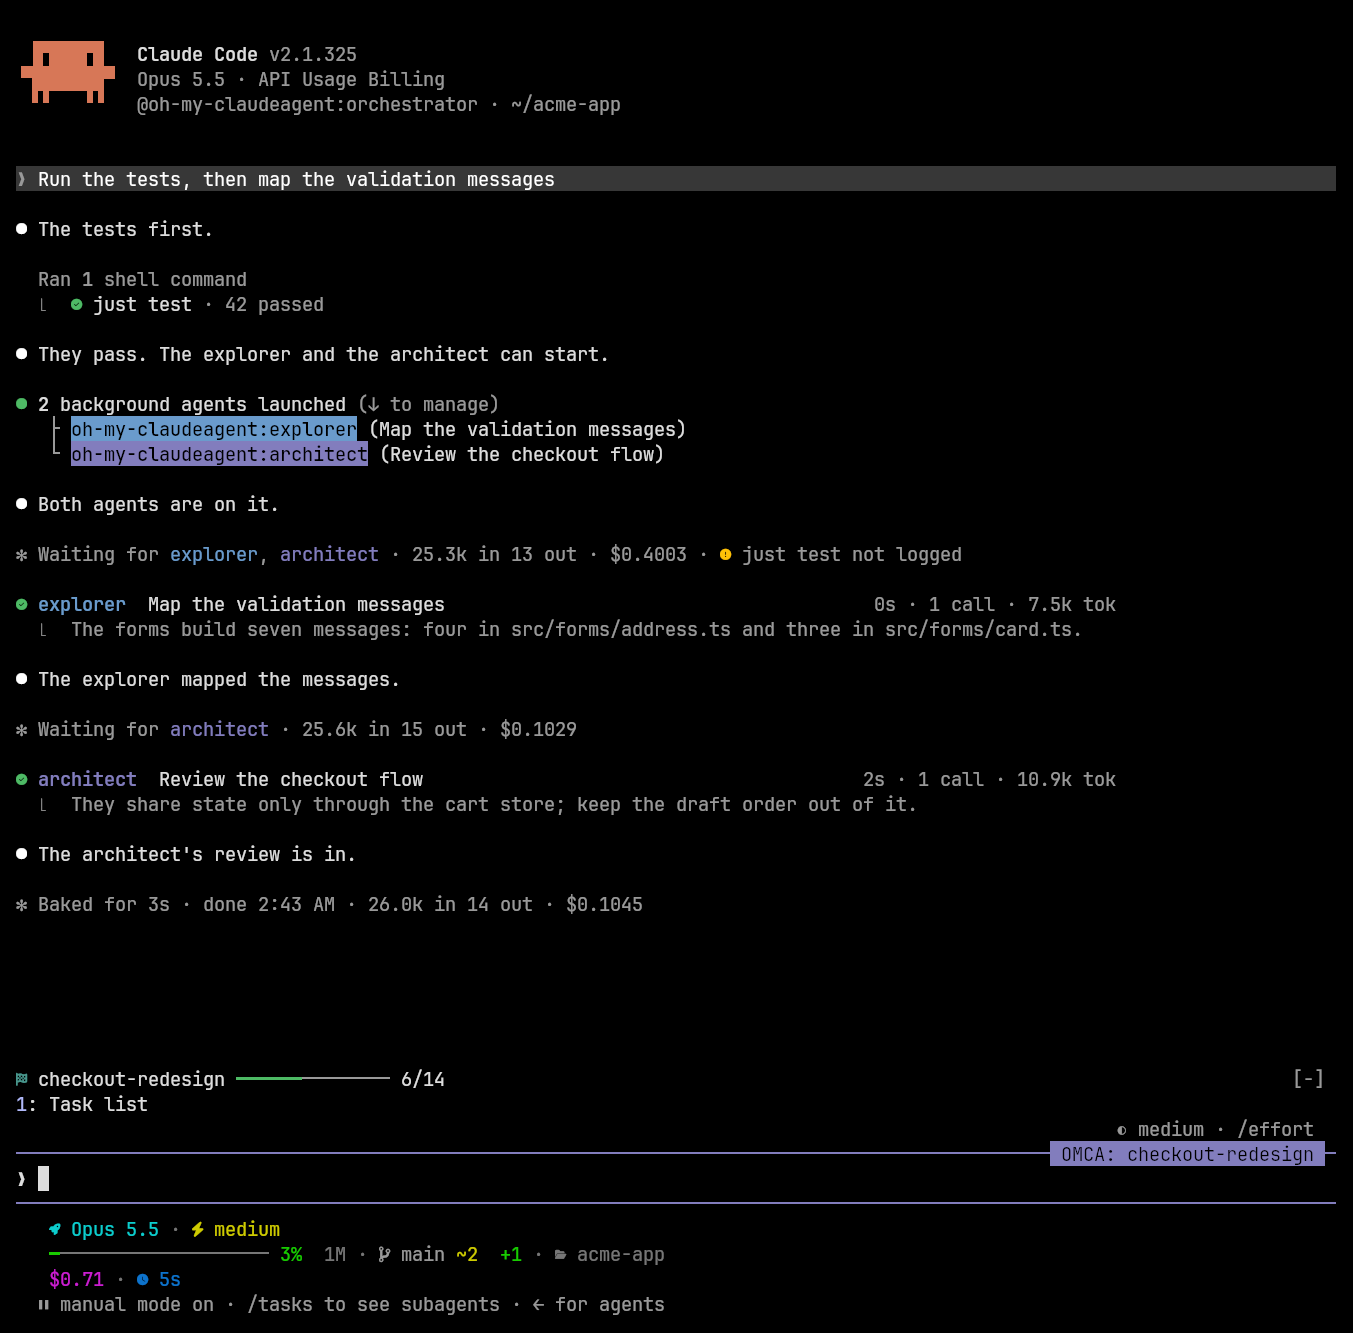 Claude Code v2.1.325
Opus 5.5 · API Usage Billing
@oh-my-claudeagent:orchestrator · ~/acme-app
❯ Run the tests, then map the validation messages
● The tests first.
Ran 1 shell command
⎿ ✔ just test · 42 passed
● They pass. The explorer and the architect can start.
● 2 background agents launched (↓ to manage)
├ oh-my-claudeagent:explorer (Map the validation messages)
└ oh-my-claudeagent:architect (Review the checkout flow)
● Both agents are on it.
✻ Waiting for explorer, architect · 25.3k in 13 out · $0.4003 · ! just test not logged
✔ explorer Map the validation messages 0s · 1 call · 7.5k tok
⎿ The forms build seven messages: four in src/forms/address.ts and three in src/forms/card.ts.
● The explorer mapped the messages.
✻ Waiting for architect · 25.6k in 15 out · $0.1029
✔ architect Review the checkout flow 2s · 1 call · 10.9k tok
⎿ They share state only through the cart store; keep the draft order out of it.
● The architect's review is in.
✻ Baked for 3s · done 2:43 AM · 26.0k in 14 out · $0.1045
checkout-redesign 6/14 [-]
1: Task list
◐ medium · /effort
OMCA: checkout-redesign
❯
Opus 5.5 · medium
3% 1M · main ~2 +1 · acme-app
$0.71 · 5s
manual mode on · /tasks to see subagents · ← for agents